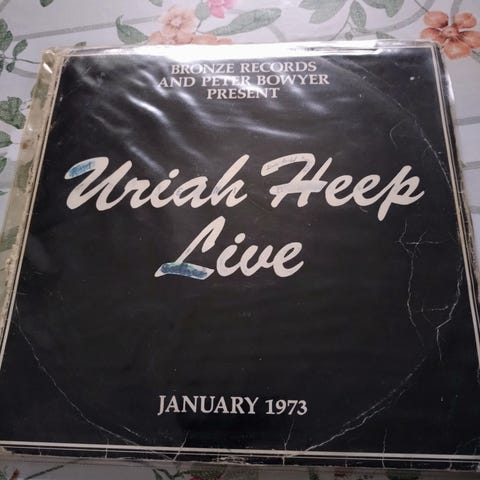 BRONZE RECORDS
AND PETER BOWYER
PRESENT
Uriah Heep
Live
JANUARY 1973